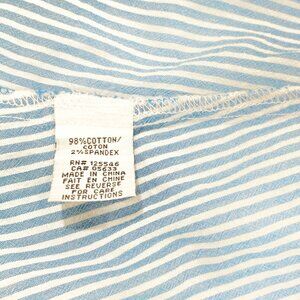 98%COTTON/
COTON
2%SPANDEX
RN# 125546
CA# 05633
MADE IN CHINA
FAIT EN CHINE
SEE REVERSE
FOR CARE
INSTRUCTIONS